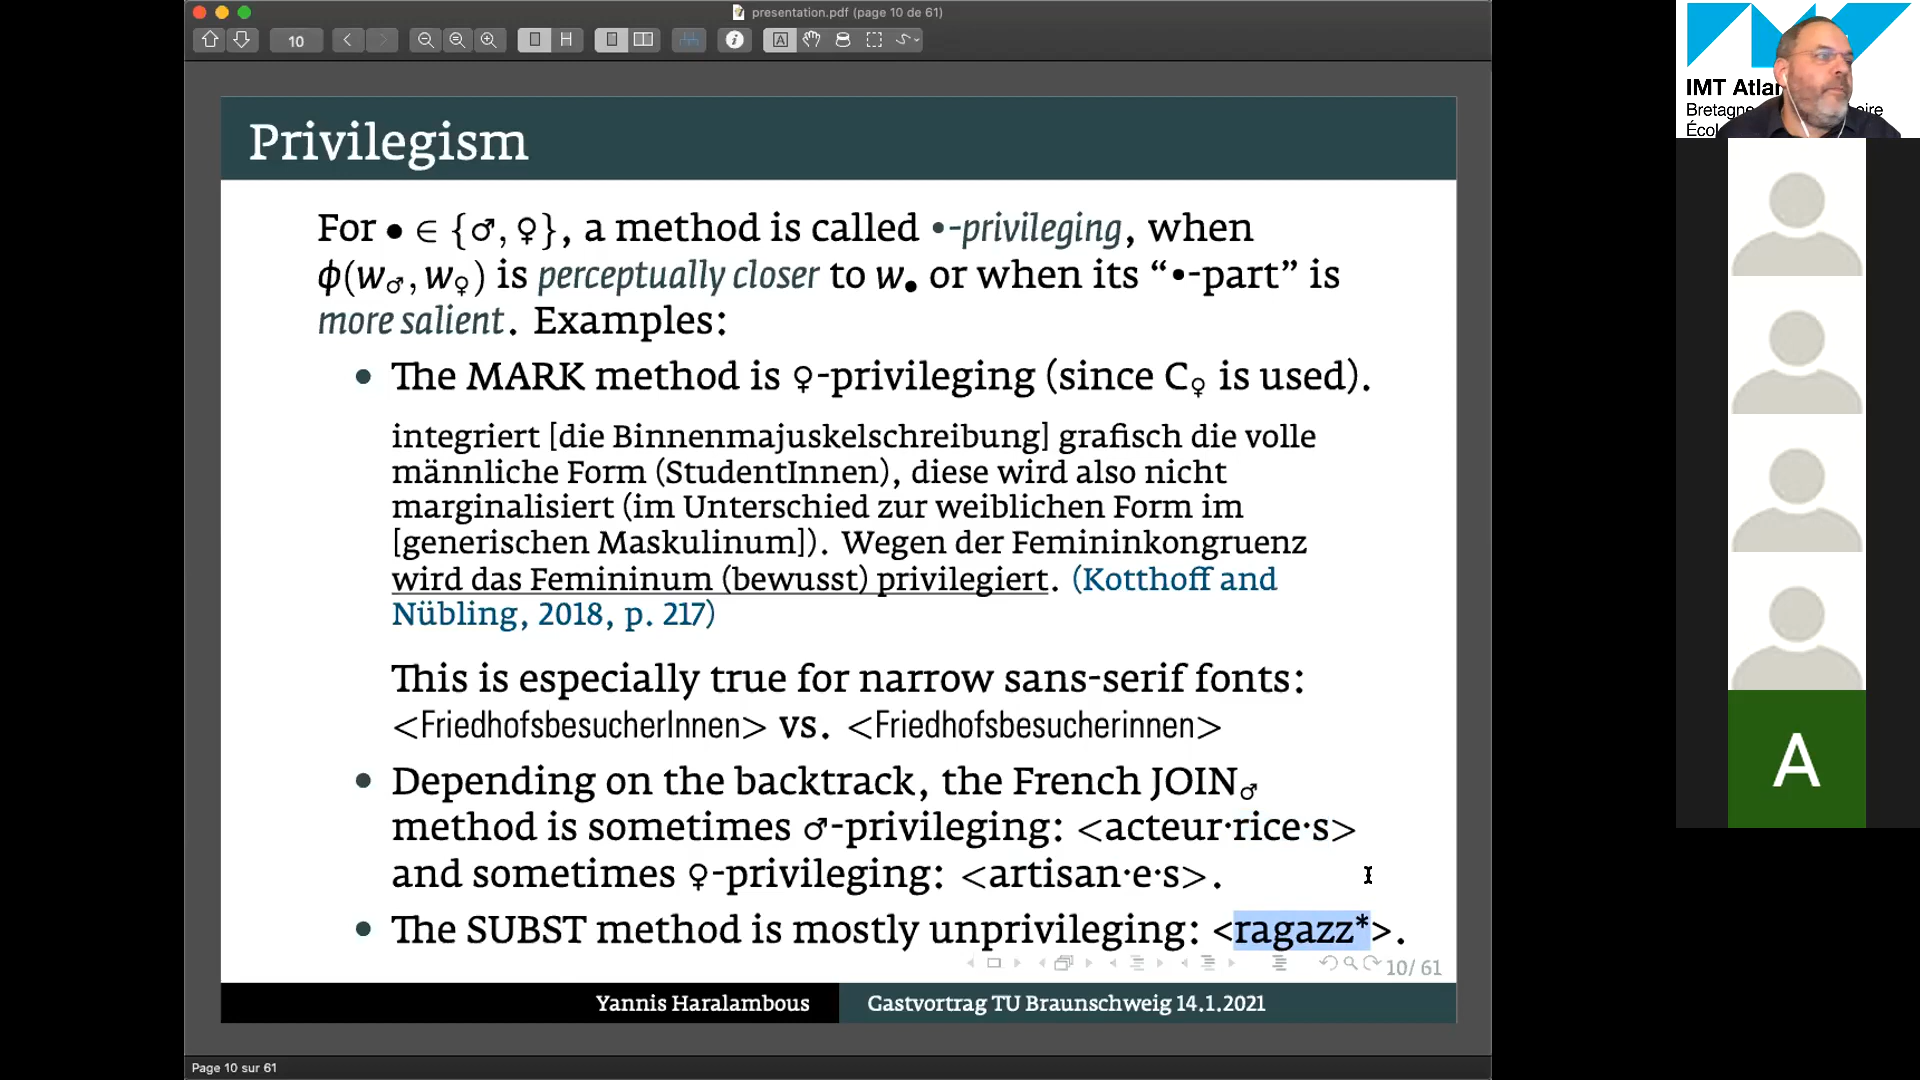 presentation.pdf (page 10 de 61)
10
Privilegism
For • ∈ {♂, ♀}, a method is called •-privileging, when
ϕ(w♂, w♀) is perceptually closer to w• or when its “•-part” is
more salient. Examples:
• The MARK method is ♀-privileging (since C♀ is used).
integriert [die Binnenmajuskelschreibung] grafisch die volle
männliche Form (StudentInnen), diese wird also nicht
marginalisiert (im Unterschied zur weiblichen Form im
[generischen Maskulinum]). Wegen der Femininkongruenz
wird das Femininum (bewusst) privilegiert. (Kotthoff and
Nübling, 2018, p. 217)
This is especially true for narrow sans-serif fonts:
<FriedhofsbesucherInnen> vs. <Friedhofsbesucherinnen>
• Depending on the backtrack, the French JOIN♂
method is sometimes ♂-privileging: <acteur·rice·s>
and sometimes ♀-privileging: <artisan·e·s>.
• The SUBST method is mostly unprivileging: <ragazz*>.
10/ 61
Yannis Haralambous
Gastvortrag TU Braunschweig 14.1.2021
Page 10 sur 61
IMT Atla
Bretagne
oire
Écol
A